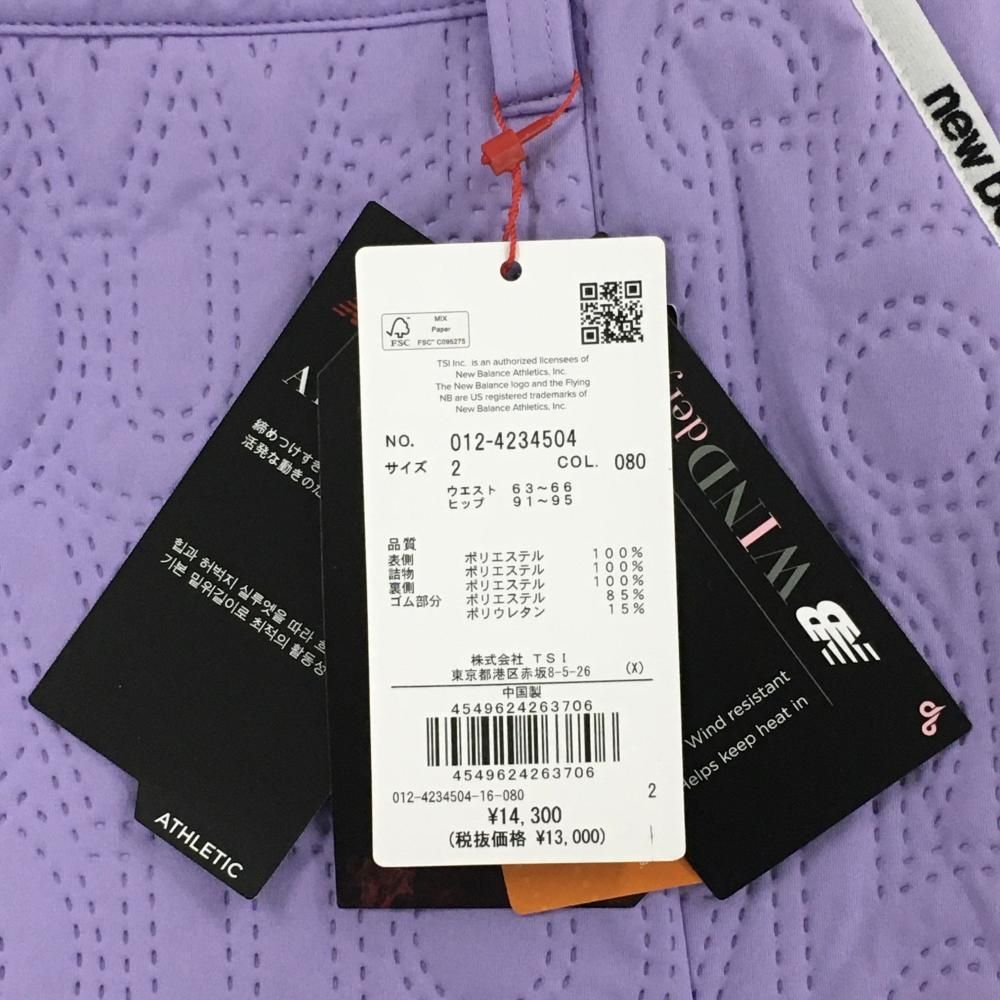 new b
MIX
Paper
FSC
FSC™ C095275
TSI Inc. is an authorized licensees of
New Balance Athletics, Inc.
The New Balance logo and the Flying
NB are US registered trademarks of
New Balance Athletics, Inc.
NO. 012-4234504
サイズ 2 COL. 080
ウエスト 63〜66
ヒップ 91〜95
品質
表側 ポリエステル 100%
詰物 ポリエステル 100%
裏側 ポリエステル 100%
ゴム部分 ポリエステル 85%
ポリウレタン 15%
株式会社 TSI
東京都港区赤坂8-5-26 (X)
中国製
4549624263706
4549624263706
012-4234504-16-080 2
¥14,300
(税抜価格 ¥13,000)
A
締めつけすぎ
活発な動きのた
힙과 허벅지 실루엣을 따라 흐
기본 밑위길이로 최적의 활동성
ATHLETIC
WINDdefy
Wind resistant
Helps keep heat in